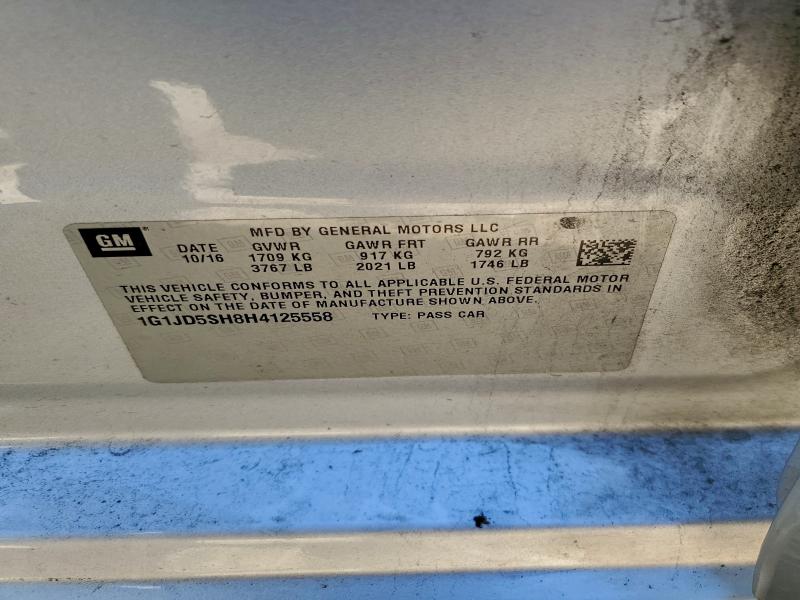 GM
MFD BY GENERAL MOTORS LLC
DATE GVWR GAWR FRT GAWR RR
10/16 1709 KG 917 KG 792 KG
3767 LB 2021 LB 1746 LB
THIS VEHICLE CONFORMS TO ALL APPLICABLE U.S. FEDERAL MOTOR
VEHICLE SAFETY, BUMPER, AND THEFT PREVENTION STANDARDS IN
EFFECT ON THE DATE OF MANUFACTURE SHOWN ABOVE.
1G1JD5SH8H4125558 TYPE: PASS CAR